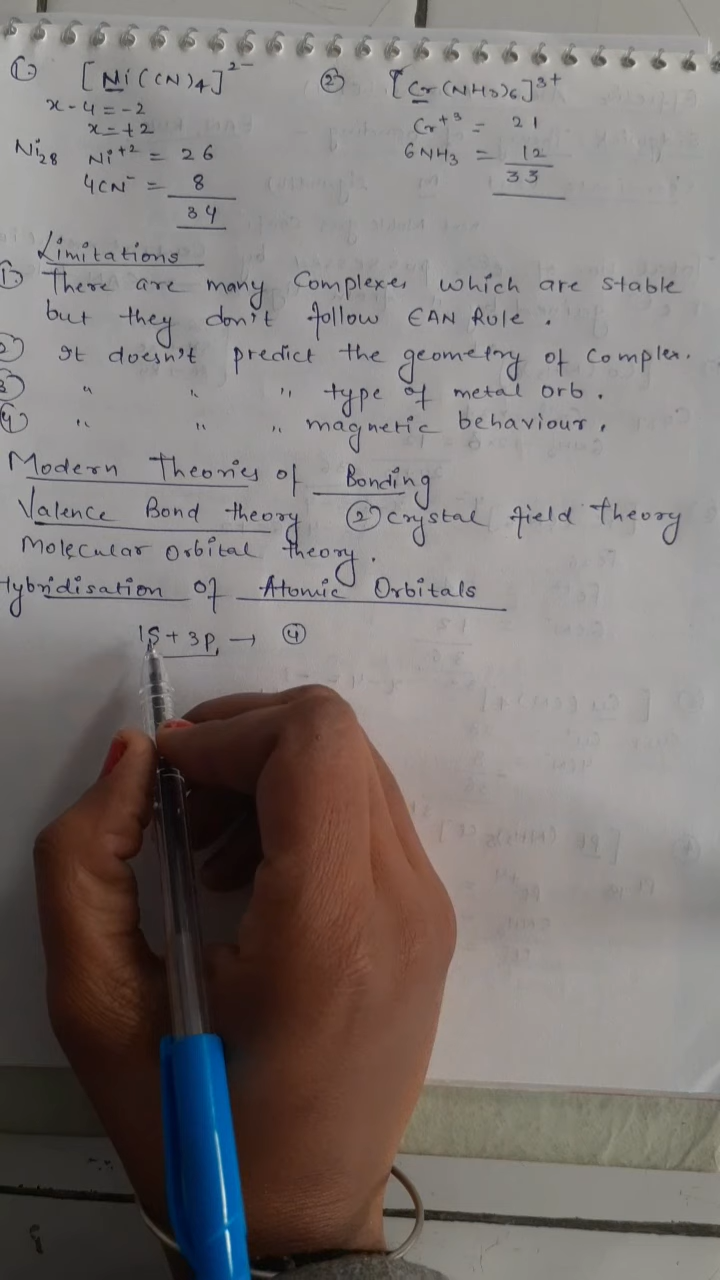 ① [Ni(CN)4]2-
x-4=-2
x=+2
Ni28 Ni+2 = 26
4CN- = 8
34
② [Cr(NH3)6]3+
Cr+3 = 21
6NH3 = 12
33
Limitations
① There are many Complexes which are stable
but they don't follow EAN Rule.
② It doesn't predict the geometry of Complex.
③ " " " type of metal orb.
④ " " " magnetic behaviour.
Modern Theories of Bonding
Valence Bond theory ② Crystal field Theory
Molecular Orbital theory.
Hybridisation Of Atomic Orbitals
1S + 3P → ④